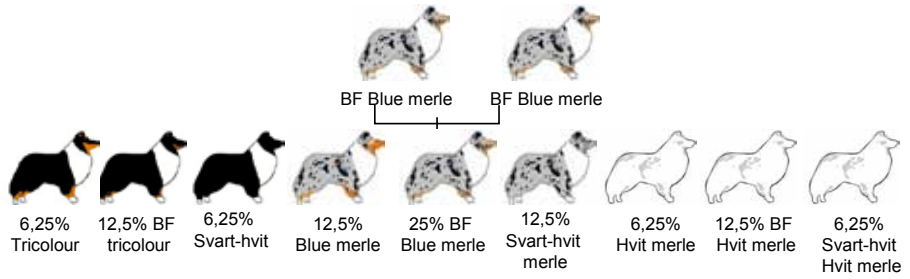 BF Blue merle
BF Blue merle
6,25%
Tricolour
12,5% BF
tricolour
6,25%
Svart-hvit
12,5%
Blue merle
25% BF
Blue merle
12,5%
Svart-hvit
merle
6,25%
Hvit merle
12,5% BF
Hvit merle
6,25%
Svart-hvit
Hvit merle